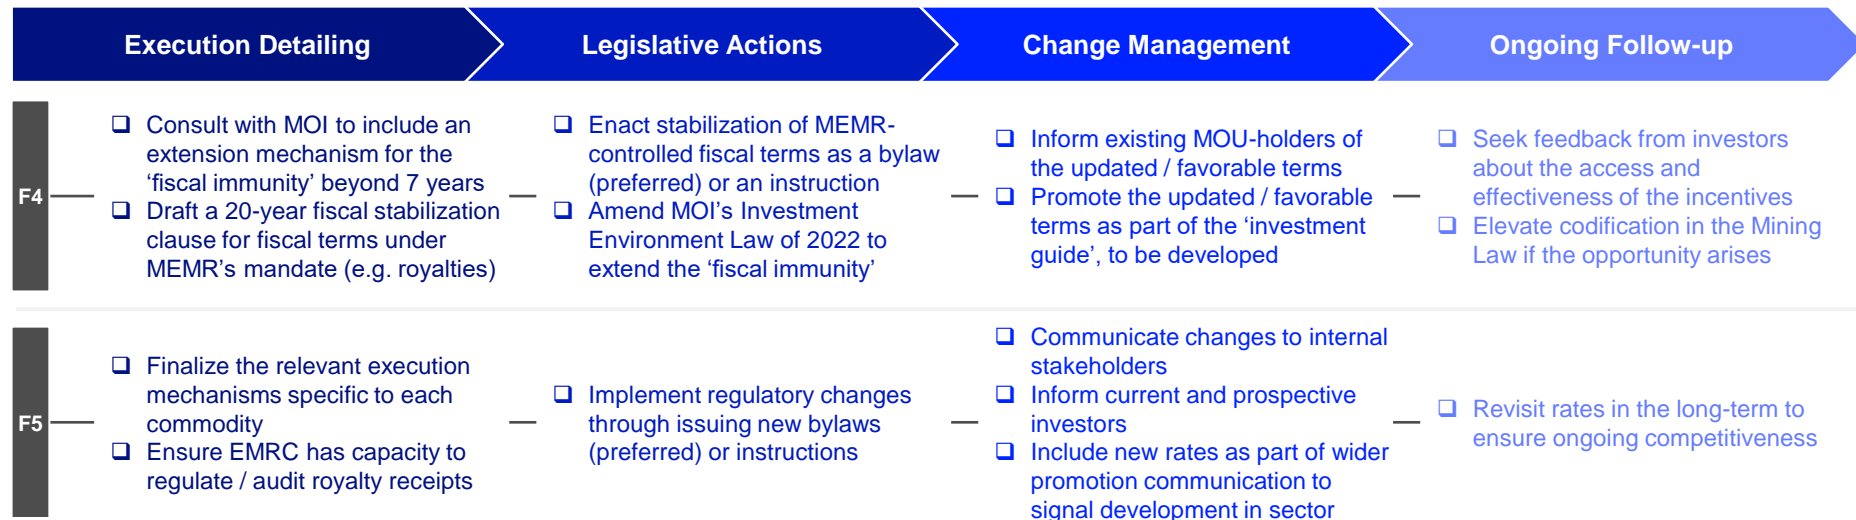 Execution Detailing
Legislative Actions
Change Management
Ongoing Follow-up
F4
Consult with MOI to include an
extension mechanism for the
‘fiscal immunity’ beyond 7 years
Draft a 20-year fiscal stabilization
clause for fiscal terms under
MEMR’s mandate (e.g. royalties)
Enact stabilization of MEMR-
controlled fiscal terms as a bylaw
(preferred) or an instruction
Amend MOI’s Investment
Environment Law of 2022 to
extend the ‘fiscal immunity’
Inform existing MOU-holders of
the updated / favorable terms
Promote the updated / favorable
terms as part of the ‘investment
guide’, to be developed
Seek feedback from investors
about the access and
effectiveness of the incentives
Elevate codification in the Mining
Law if the opportunity arises
F5
Finalize the relevant execution
mechanisms specific to each
commodity
Ensure EMRC has capacity to
regulate / audit royalty receipts
Implement regulatory changes
through issuing new bylaws
(preferred) or instructions
Communicate changes to internal
stakeholders
Inform current and prospective
investors
Include new rates as part of wider
promotion communication to
signal development in sector
Revisit rates in the long-term to
ensure ongoing competitiveness